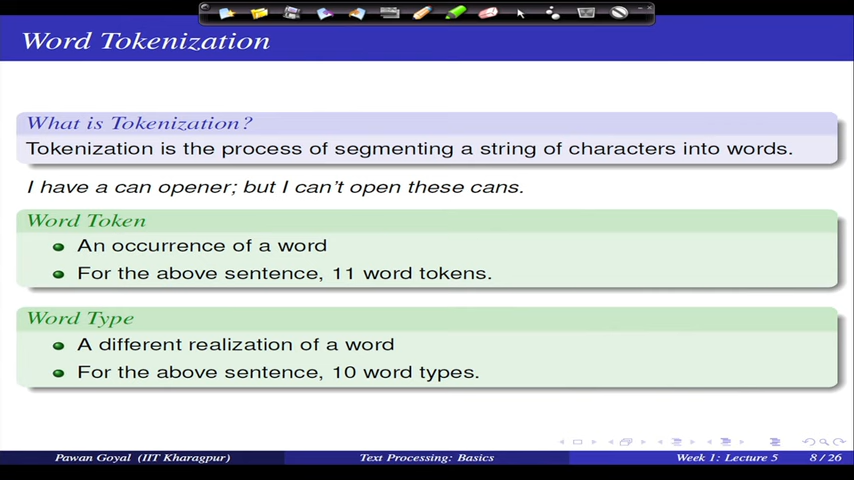 Word Tokenization
What is Tokenization?
Tokenization is the process of segmenting a string of characters into words.
I have a can opener; but I can't open these cans.
Word Token
An occurrence of a word
For the above sentence, 11 word tokens.
Word Type
A different realization of a word
For the above sentence, 10 word types.
Pawan Goyal (IIT Kharagpur) Text Processing: Basics Week 1: Lecture 5 8 / 26